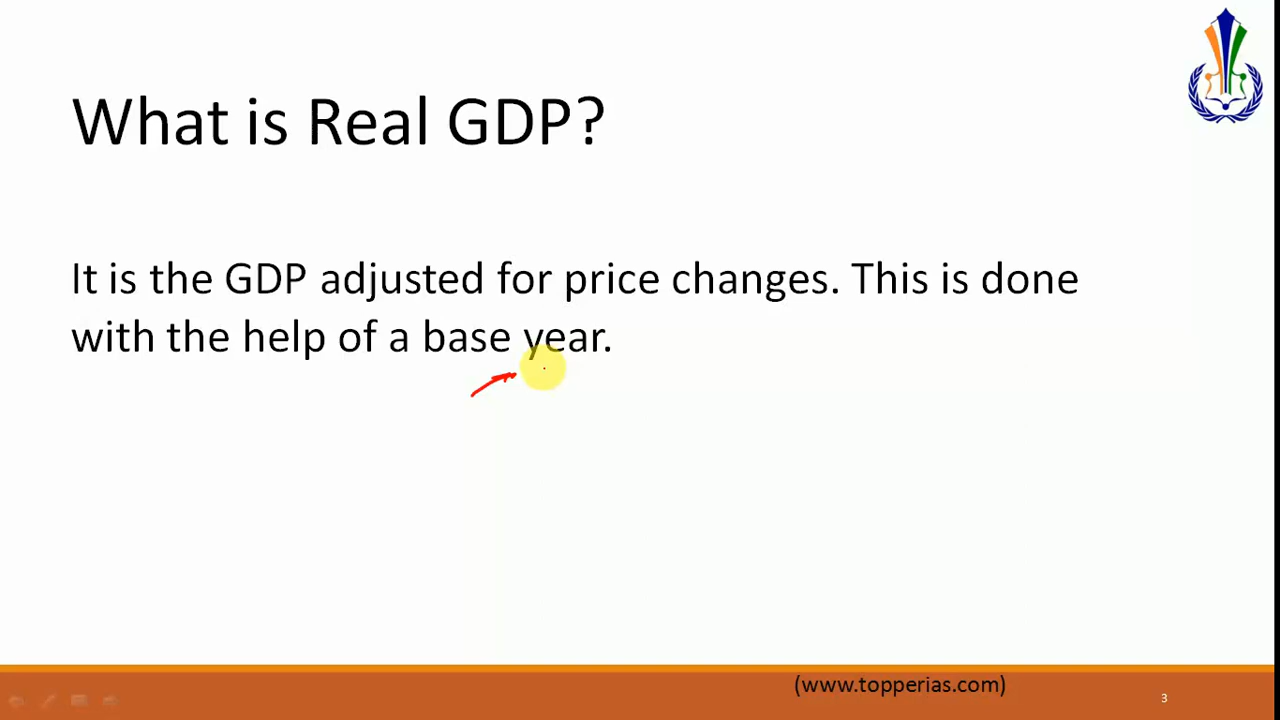 What is Real GDP?
It is the GDP adjusted for price changes. This is done
with the help of a base year.
(www.topperias.com)
3